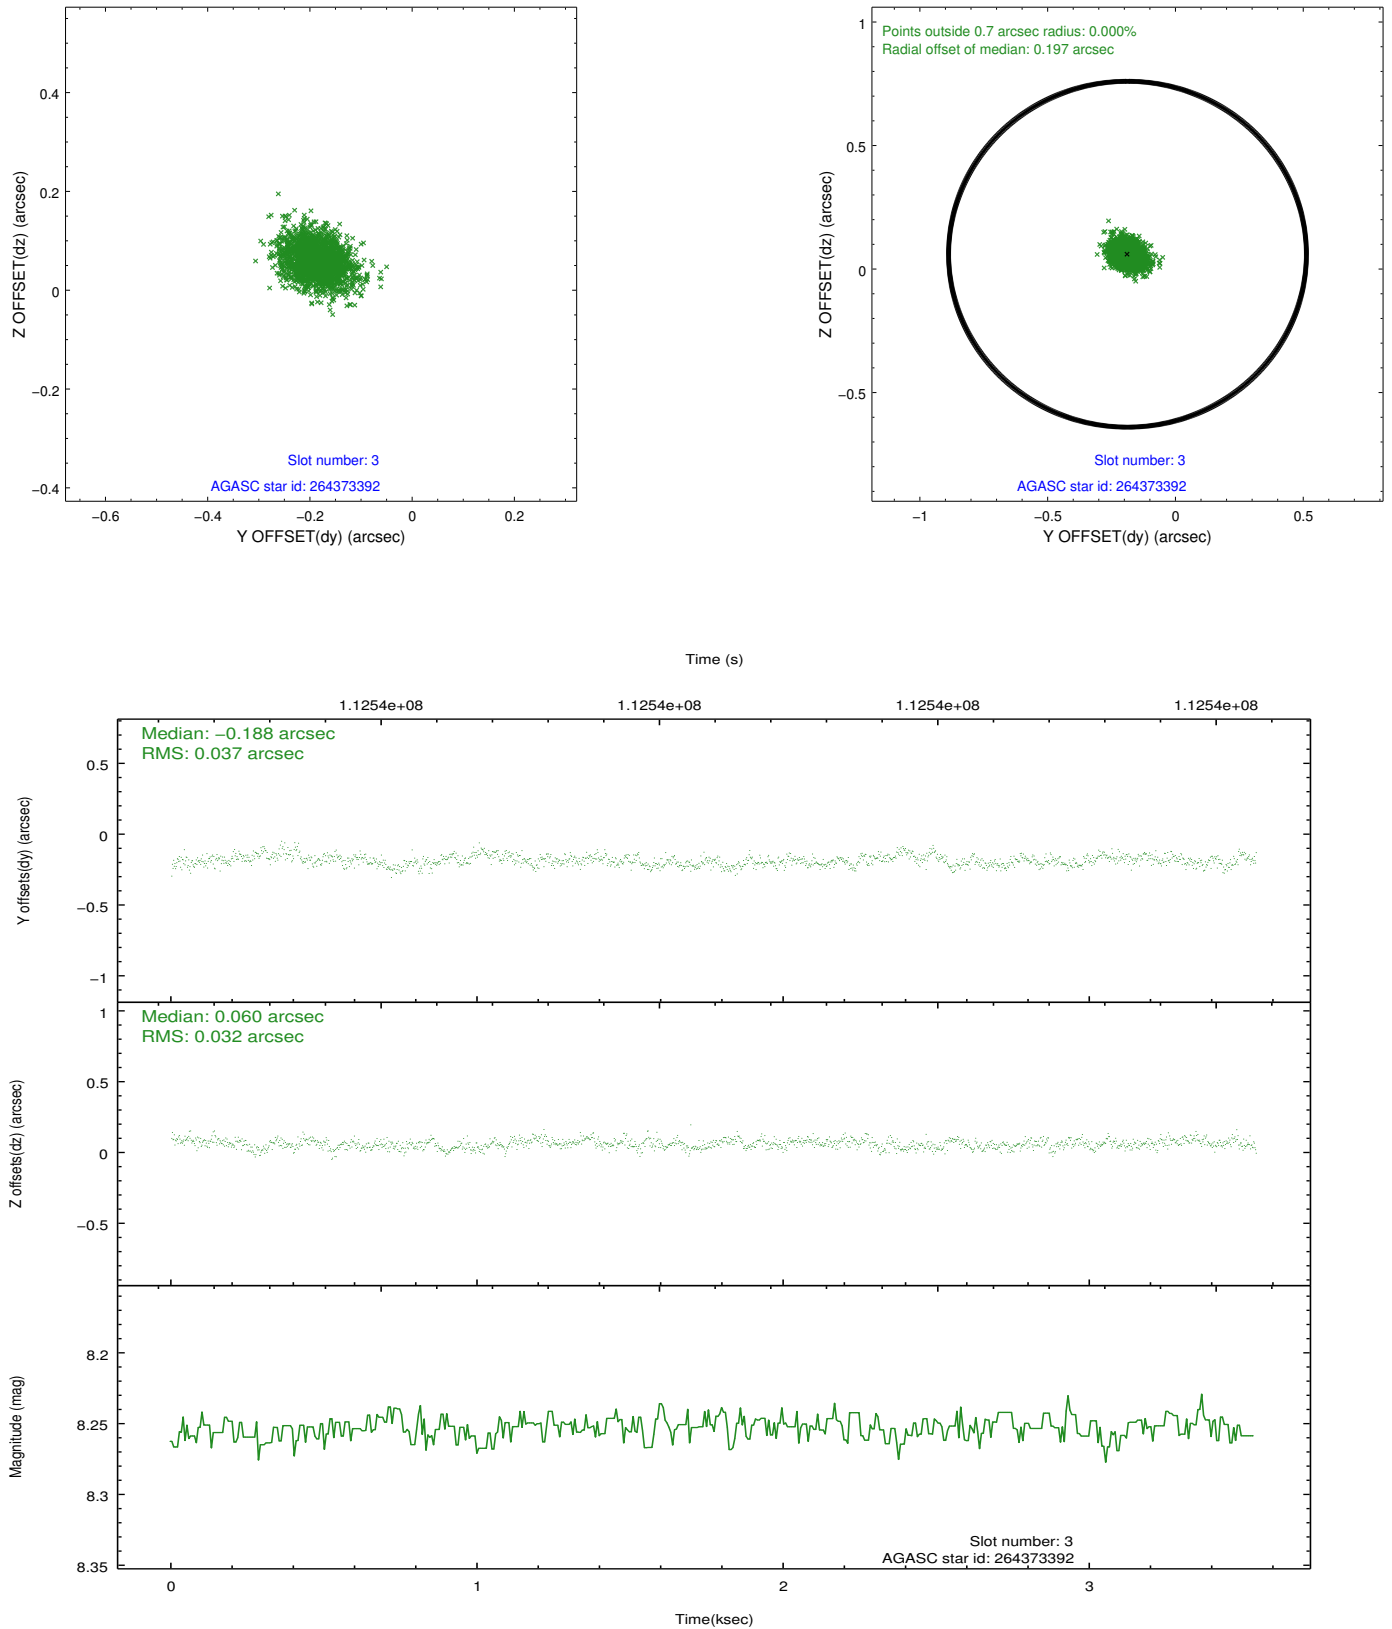 0.4
0.2
0
−0.2
−0.4
Z OFFSET(dz) (arcsec)
Slot number: 3
AGASC star id: 264373392
−0.6 −0.4 −0.2 0 0.2
Y OFFSET(dy) (arcsec)
Points outside 0.7 arcsec radius: 0.000%
Radial offset of median: 0.197 arcsec
1
0.5
0
−0.5
Z OFFSET(dz) (arcsec)
Slot number: 3
AGASC star id: 264373392
−1 −0.5 0 0.5
Y OFFSET(dy) (arcsec)
Time (s)
1.1254e+08 1.1254e+08 1.1254e+08 1.1254e+08
Median: −0.188 arcsec
RMS: 0.037 arcsec
0.5
0
−0.5
−1
Y offsets(dy) (arcsec)
Median: 0.060 arcsec
RMS: 0.032 arcsec
1
0.5
0
−0.5
Z offsets(dz) (arcsec)
8.2
8.25
8.3
8.35
Magnitude (mag)
Slot number: 3
AGASC star id: 264373392
0 1 2 3
Time(ksec)